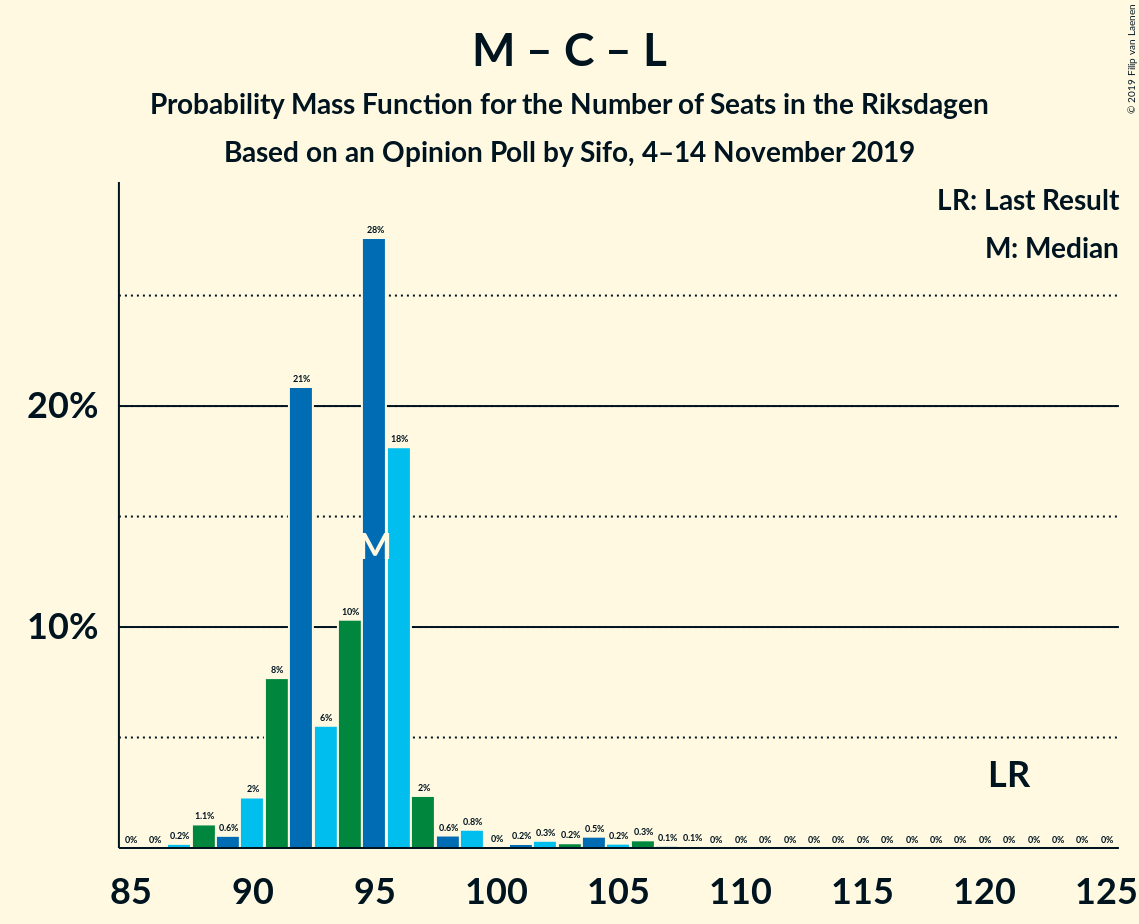 M – C – L
Probability Mass Function for the Number of Seats in the Riksdagen
Based on an Opinion Poll by Sifo, 4–14 November 2019
© 2019 Filip van Laenen
LR: Last Result
M: Median
20%
10%
0% 0% 0.2% 1.1% 0.6% 2% 8% 21% 6% 10% 28% 18% 2% 0.6% 0.8% 0% 0.2% 0.3% 0.2% 0.5% 0.2% 0.3% 0.1% 0.1% 0% 0% 0% 0% 0% 0% 0% 0% 0% 0% 0% 0% 0% 0% 0% 0% 0%
M
LR
85 90 95 100 105 110 115 120 125